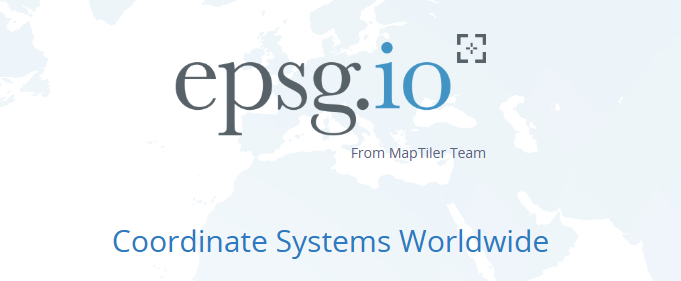 epsg.io
From MapTiler Team
Coordinate Systems Worldwide